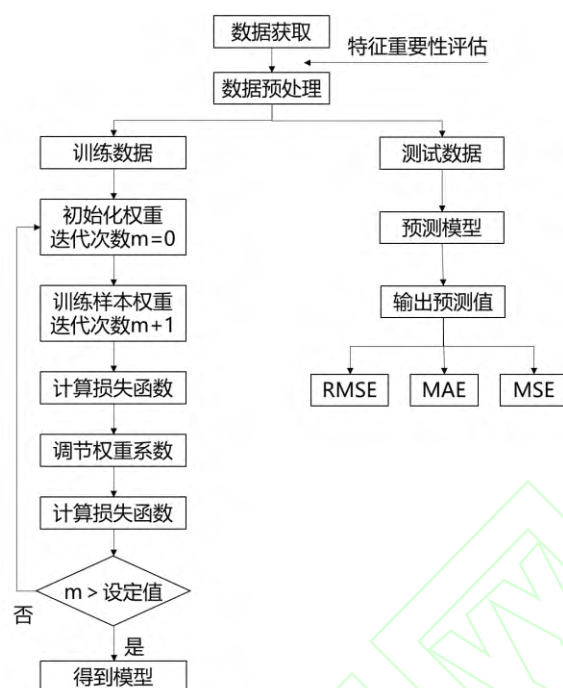 数据获取
特征重要性评估
数据预处理
训练数据
测试数据
初始化权重
迭代次数m=0
预测模型
训练样本权重
迭代次数m+1
输出预测值
计算损失函数
RMSE
MAE
MSE
调节权重系数
计算损失函数
m > 设定值
否
是
得到模型